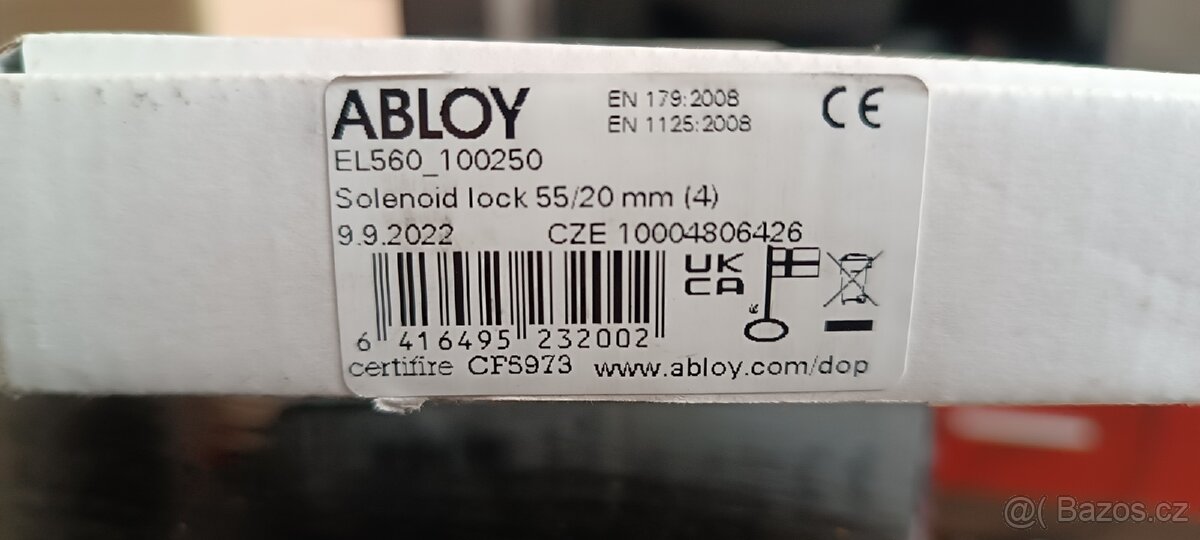 ABLOY
EN 179:2008
EN 1125:2008
CE
EL560_100250
Solenoid lock 55/20 mm (4)
9.9.2022 CZE 10004806426
UK
CA
6 416495 232002
certifire CF5973 www.abloy.com/dop
@( Bazos.cz